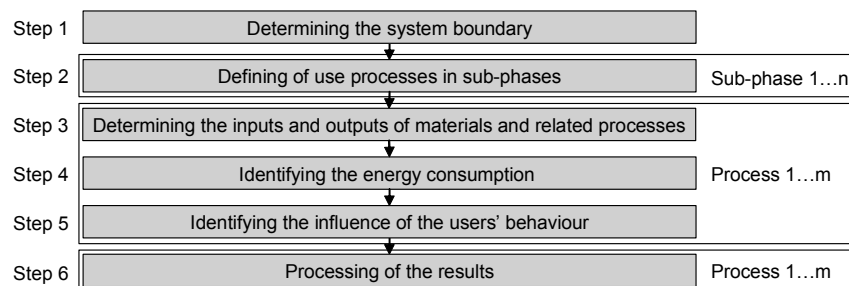 Step 1 Determining the system boundary
Step 2 Defining of use processes in sub-phases Sub-phase 1…n
Step 3 Determining the inputs and outputs of materials and related processes
Step 4 Identifying the energy consumption Process 1…m
Step 5 Identifying the influence of the users' behaviour
Step 6 Processing of the results Process 1…m